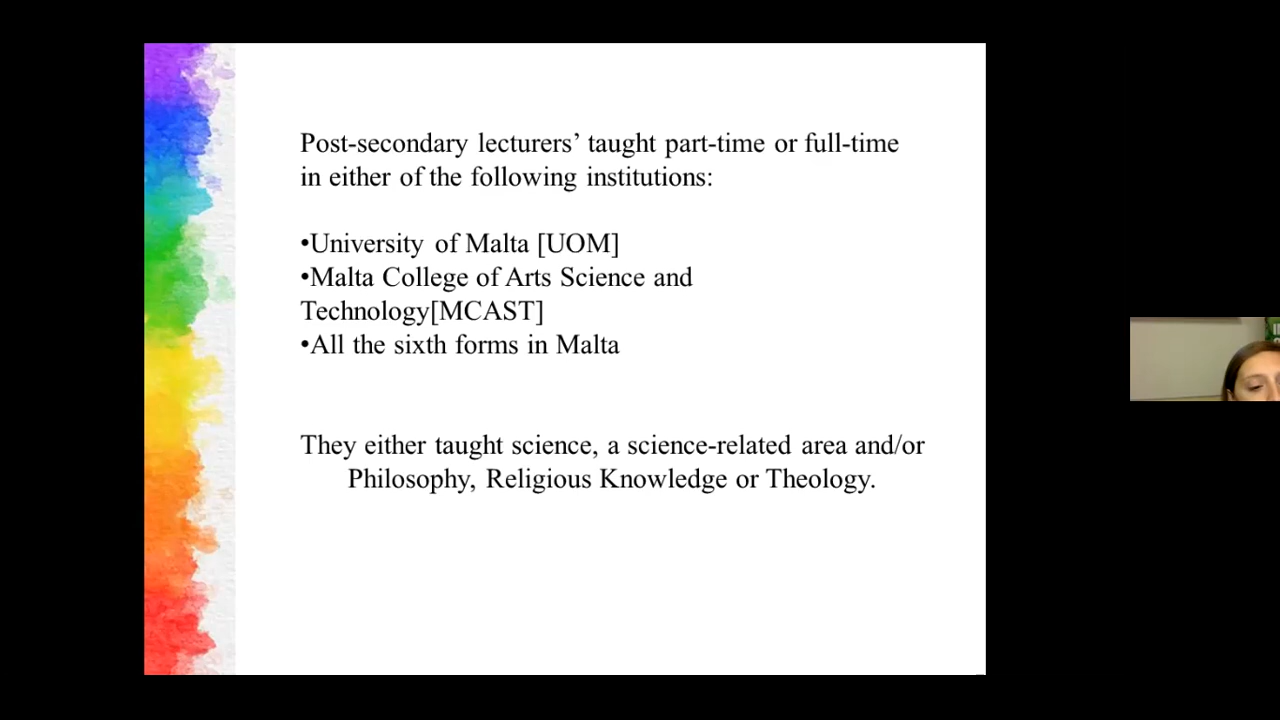 Post-secondary lecturers’ taught part-time or full-time
in either of the following institutions:
•University of Malta [UOM]
•Malta College of Arts Science and
Technology[MCAST]
•All the sixth forms in Malta
They either taught science, a science-related area and/or
Philosophy, Religious Knowledge or Theology.